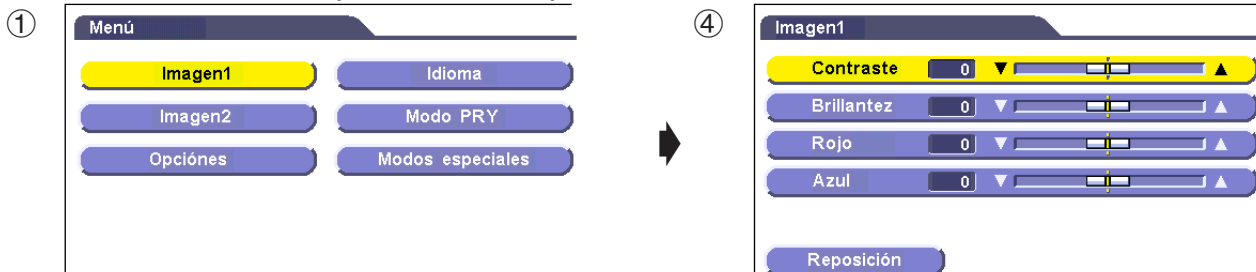 ①
Menú
Imagen1
Idioma
Imagen2
Modo PRY
Opciónes
Modos especiales
④
Imagen1
Contraste 0
Brillantez 0
Rojo 0
Azul 0
Reposición